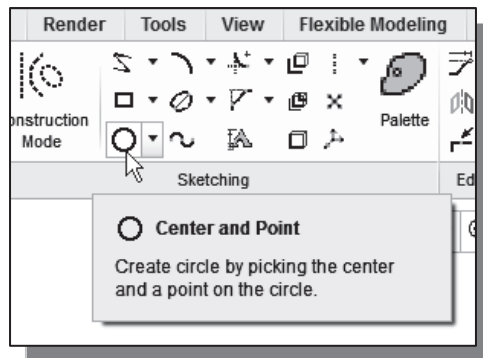 Render Tools View Flexible Modeling
onstruction
Mode
Palette
Sketching
Ed
Center and Point
Create circle by picking the center
and a point on the circle.